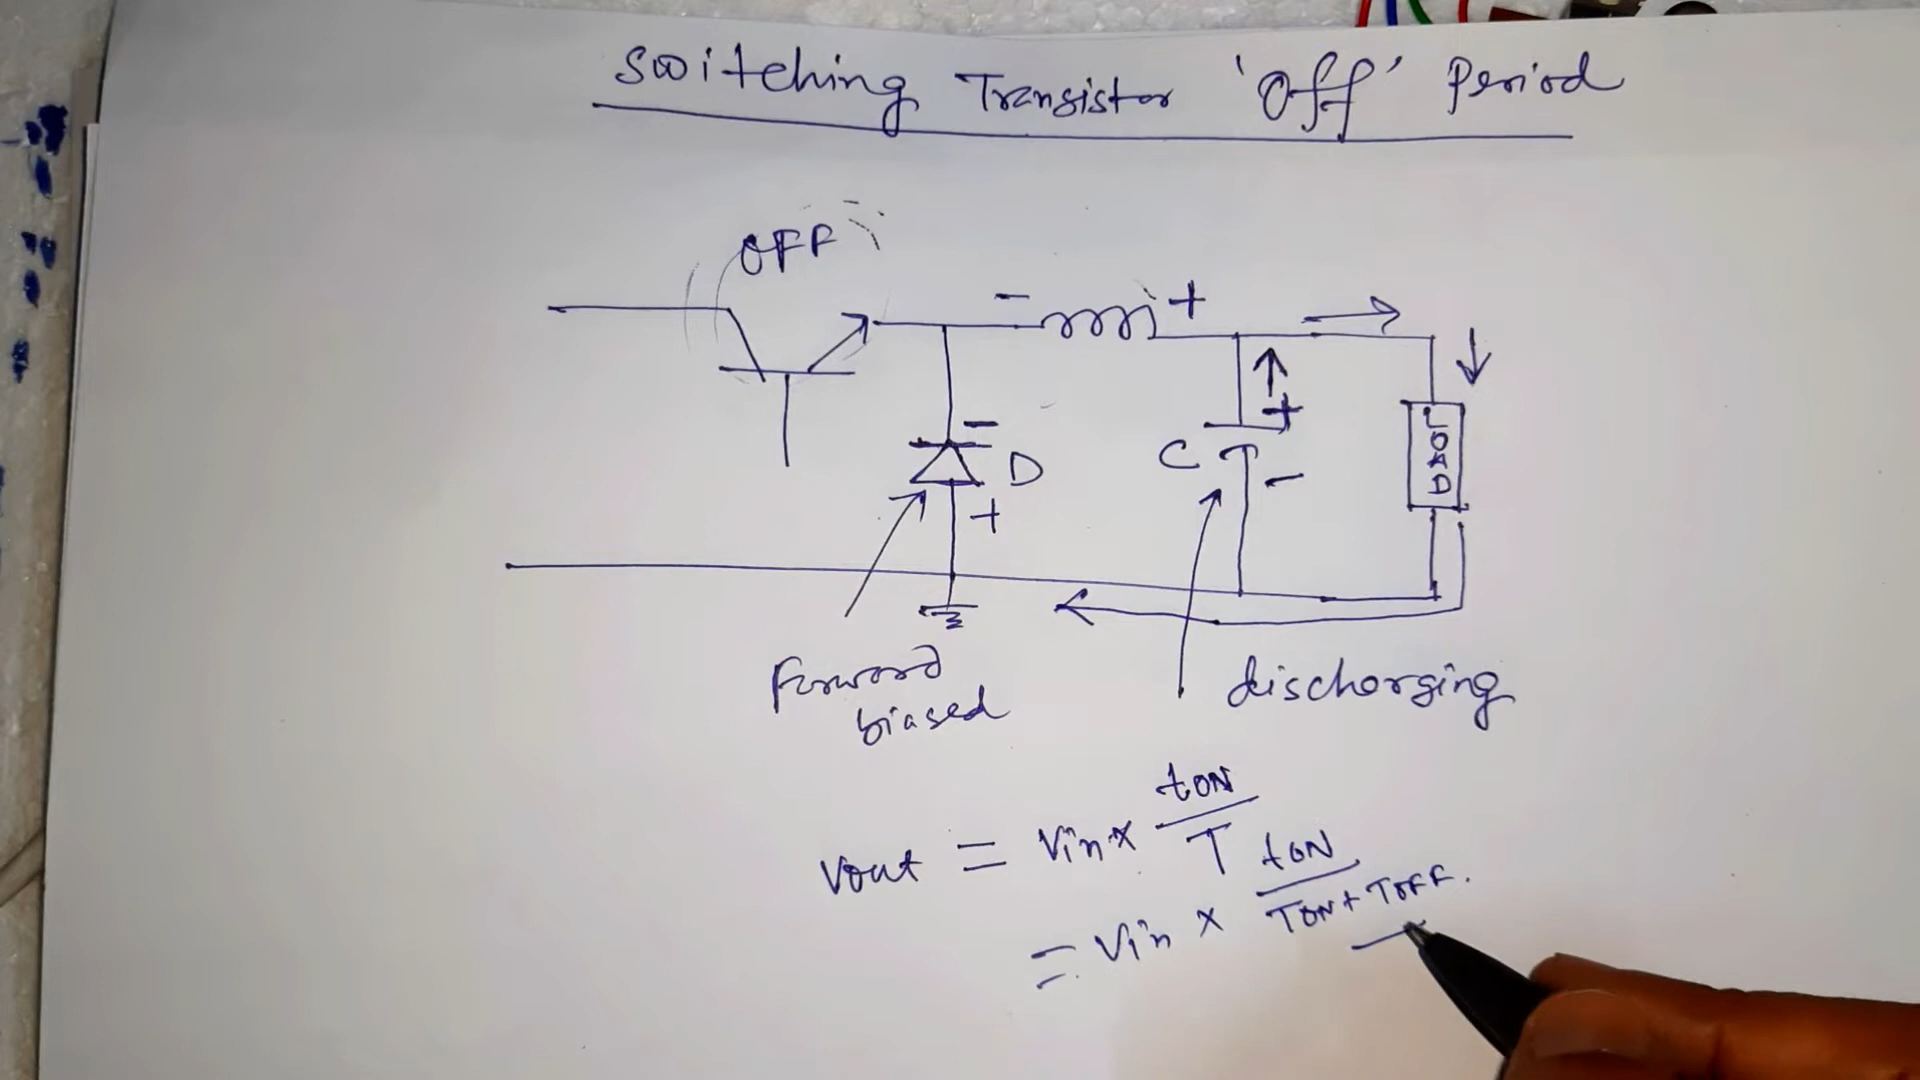 Switching Transistor 'Off' Period
OFF
- +
-
D
+
+
C
-
LOAD
Forward
biased
discharging
Vout = Vin × tON / T
= Vin × tON / TON + TOFF.